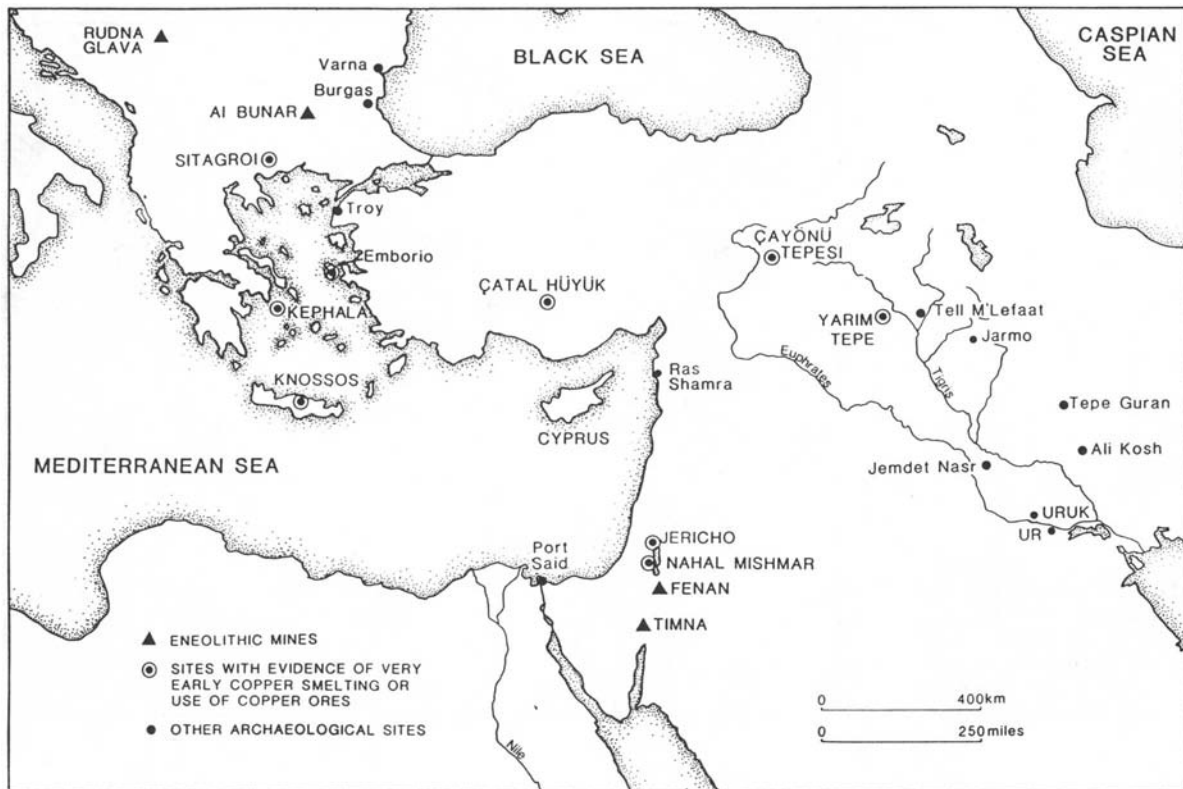 RUDNA
GLAVA
BLACK SEA
CASPIAN
SEA
Varna
Burgas
AI BUNAR
SITAGROI
Troy
Emborio
ÇATAL HÜYÜK
KEPHALA
KNOSSOS
ÇAYÖNÜ
TEPESI
YARIM
TEPE
Tell M'Lefaat
Jarmo
Euphrales
Tigris
Ras
Shamra
CYPRUS
Tepe Guran
Ali Kosh
Jemdet Nasr
URUK
UR
MEDITERRANEAN SEA
JERICHO
NAHAL MISHMAR
Port
Said
FENAN
TIMNA
Nile
ENEOLITHIC MINES
SITES WITH EVIDENCE OF VERY
EARLY COPPER SMELTING OR
USE OF COPPER ORES
OTHER ARCHAEOLOGICAL SITES
0 400km
0 250 miles